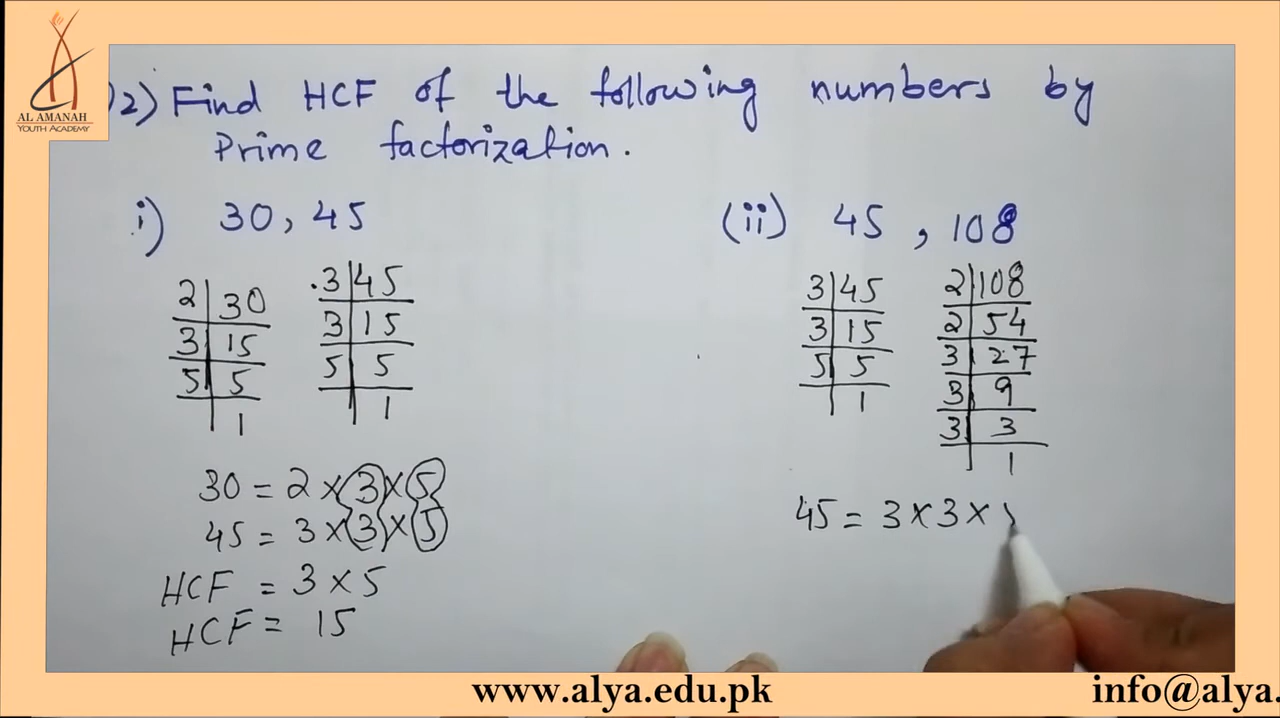 AL AMANAH
YOUTH ACADEMY
2) Find HCF of the following numbers by
Prime factorization.
i) 30, 45
2 30
3 15
5 5
1
3 45
3 15
5 5
1
30 = 2 × 3 × 5
45 = 3 × 3 × 5
HCF = 3 × 5
HCF = 15
(ii) 45, 108
3 45
3 15
5 5
1
2 108
2 54
3 27
3 9
3 3
1
45 = 3 × 3 ×
www.alya.edu.pk
info@alya.